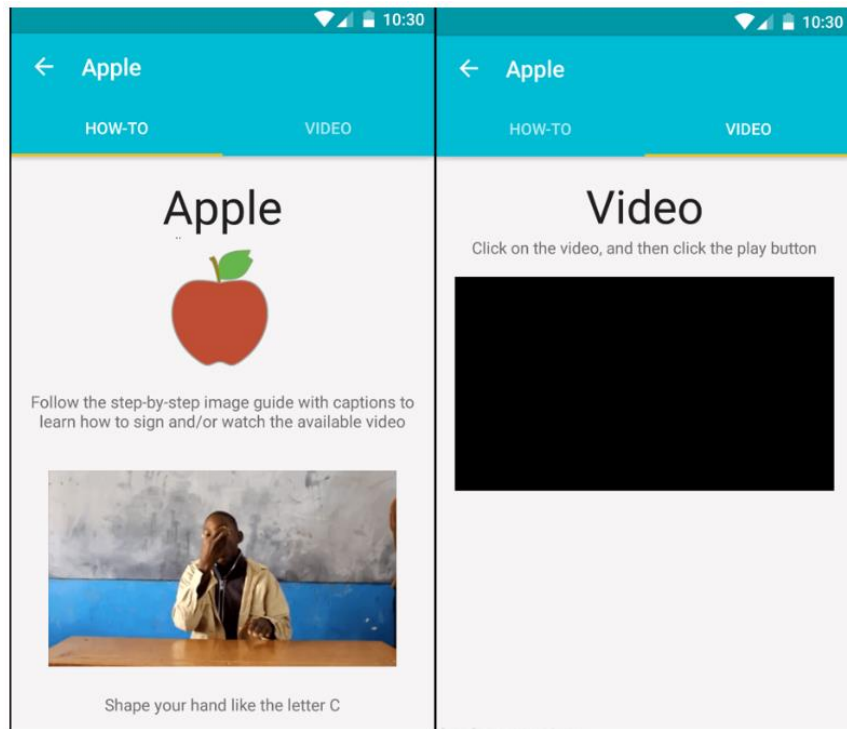 10:30
Apple
HOW-TO VIDEO
Apple
Follow the step-by-step image guide with captions to
learn how to sign and/or watch the available video
Shape your hand like the letter C
10:30
Apple
HOW-TO VIDEO
Video
Click on the video, and then click the play button